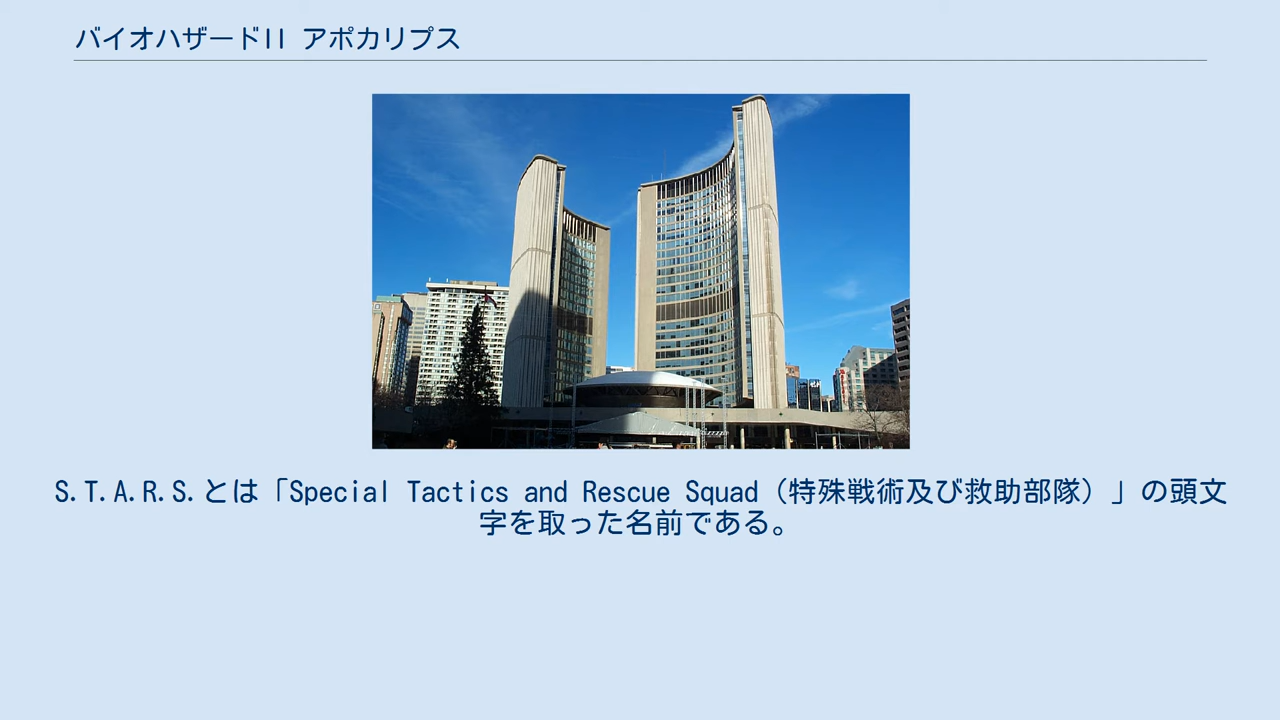 バイオハザードII アポカリプス
S.T.A.R.S.とは「Special Tactics and Rescue Squad（特殊戦術及び救助部隊）」の頭文
字を取った名前である。